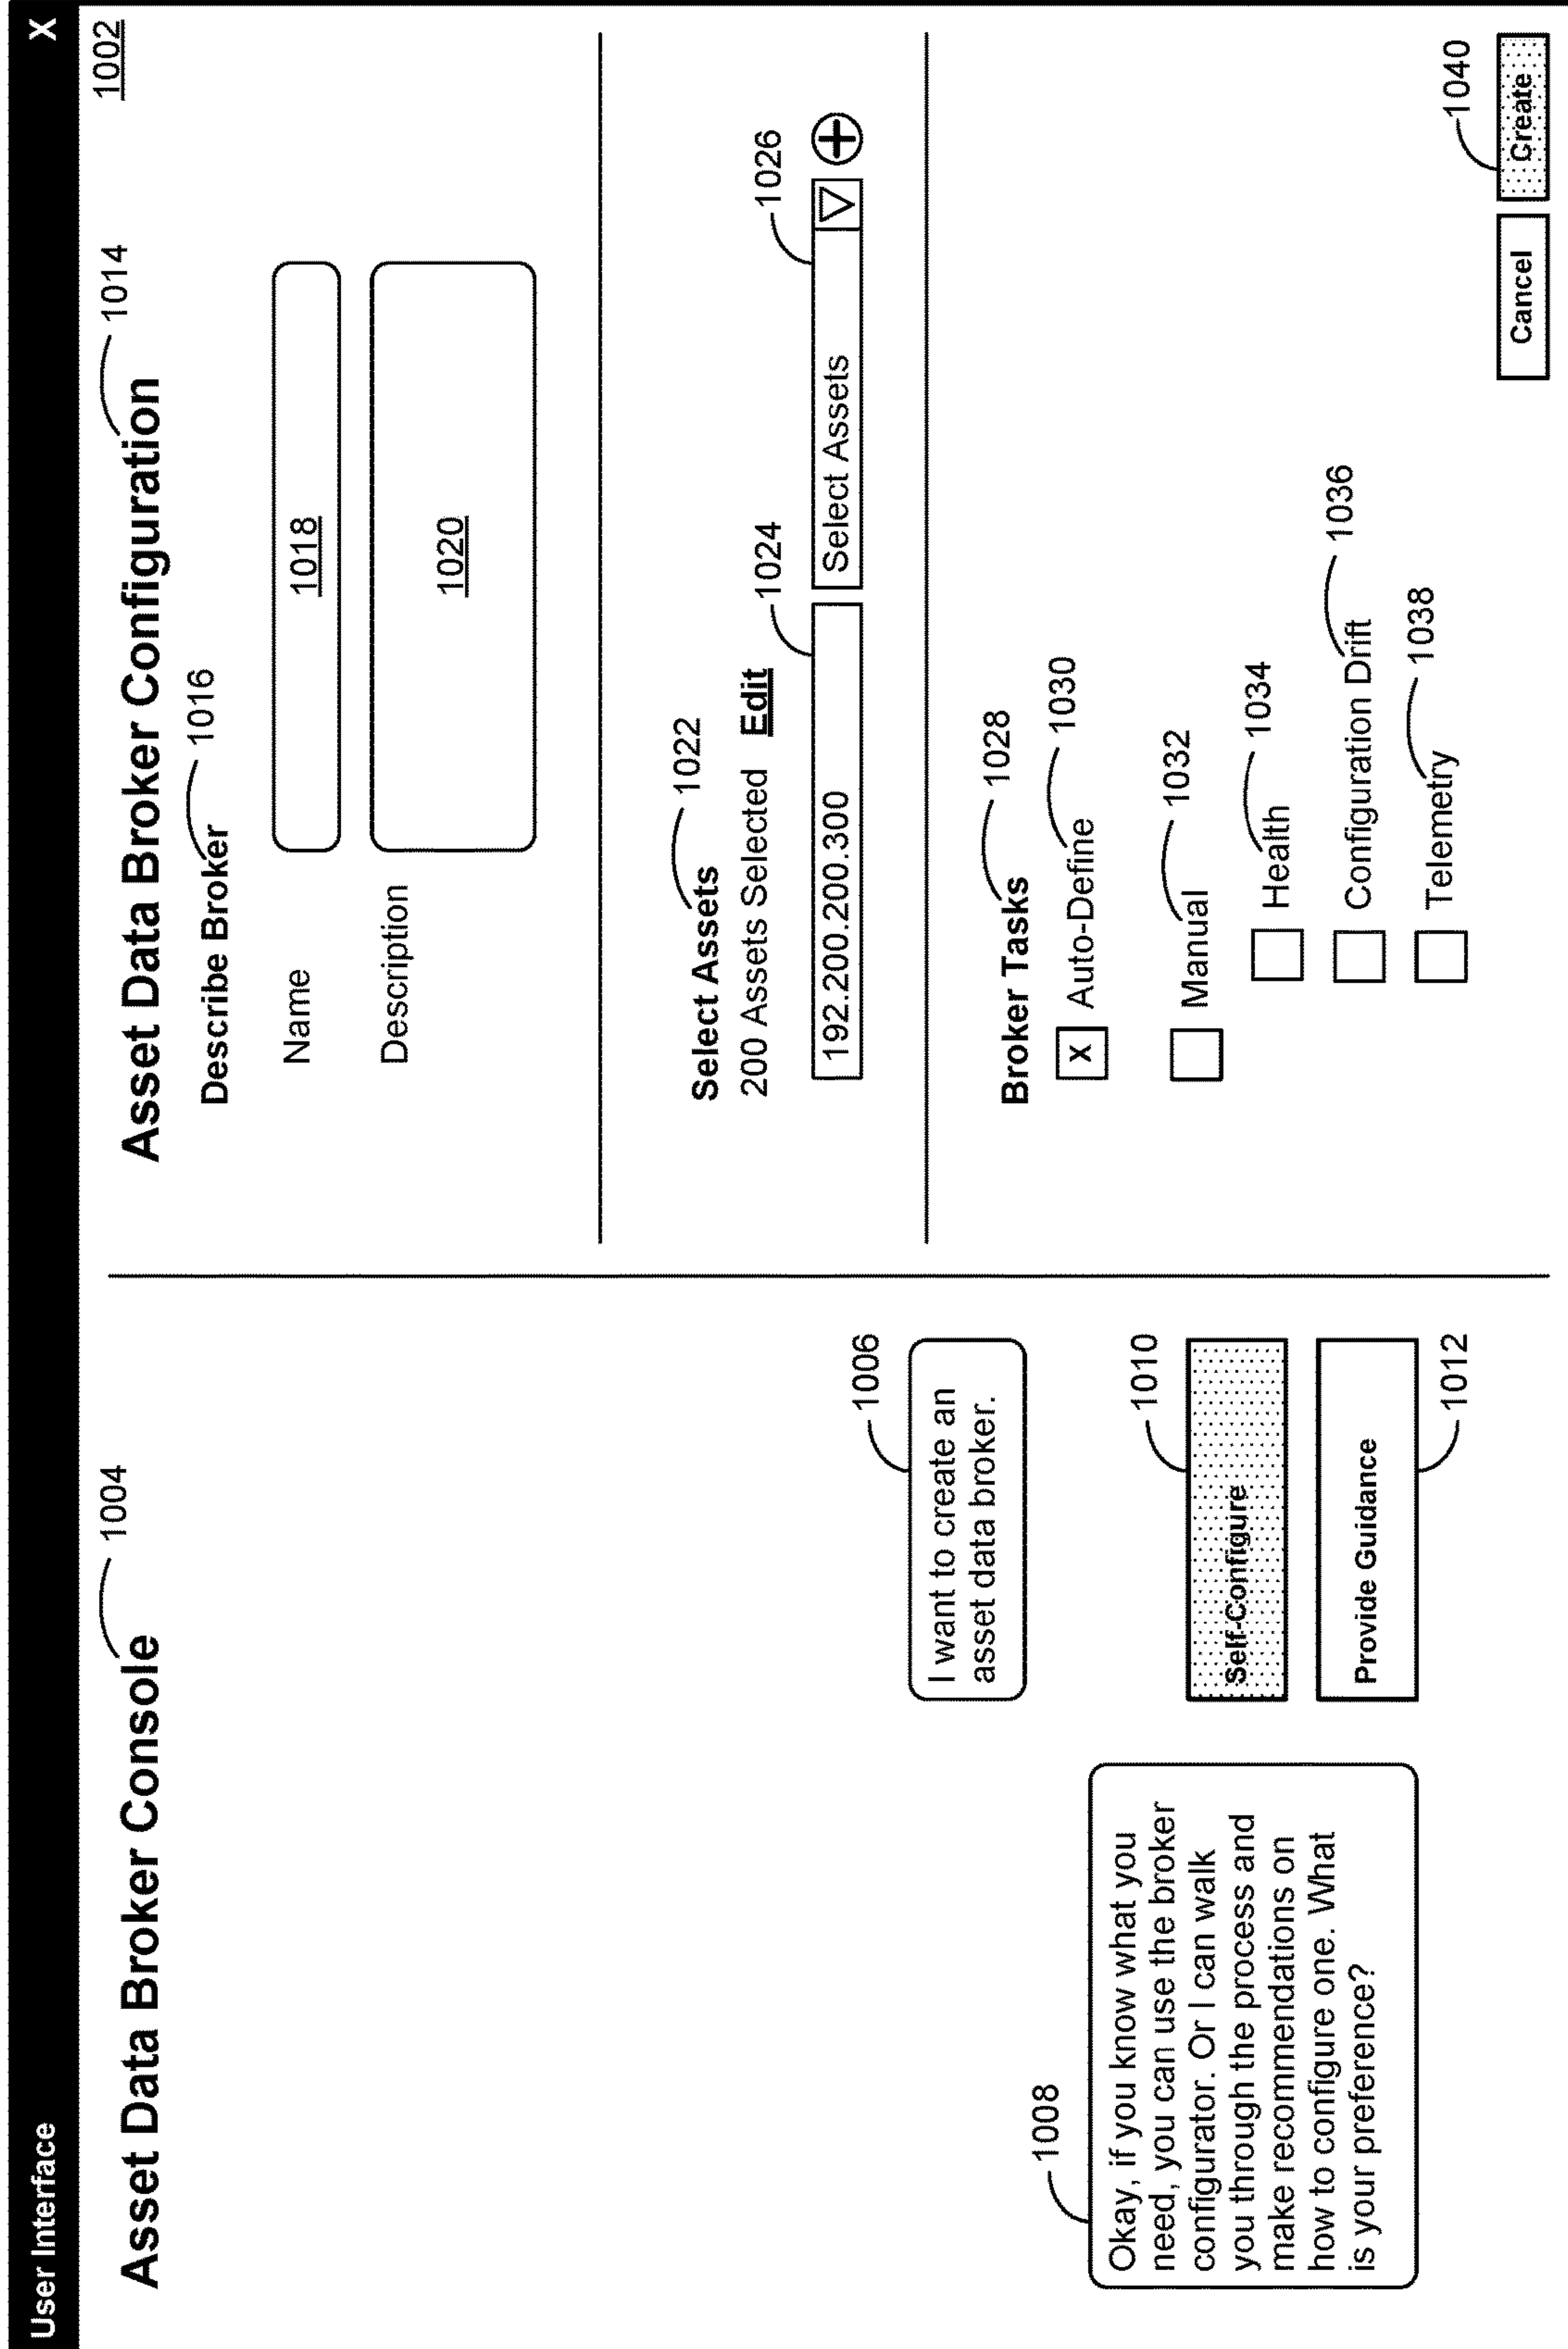 User Interface
X
1002
Asset Data Broker Console
1004
1006
I want to create an
asset data broker.
1008
Okay, if you know what you
need, you can use the broker
configurator. Or I can walk
you through the process and
make recommendations on
how to configure one. What
is your preference?
1010
Self-Configure
Provide Guidance
1012
Asset Data Broker Configuration
1014
Describe Broker
1016
Name
1018
Description
1020
Select Assets
1022
200 Assets Selected Edit
1024
1026
192.200.200.300
Select Assets
Broker Tasks
1028
X Auto-Define
1030
Manual
1032
Health
1034
Configuration Drift
1036
Telemetry
1038
1040
Cancel
Create